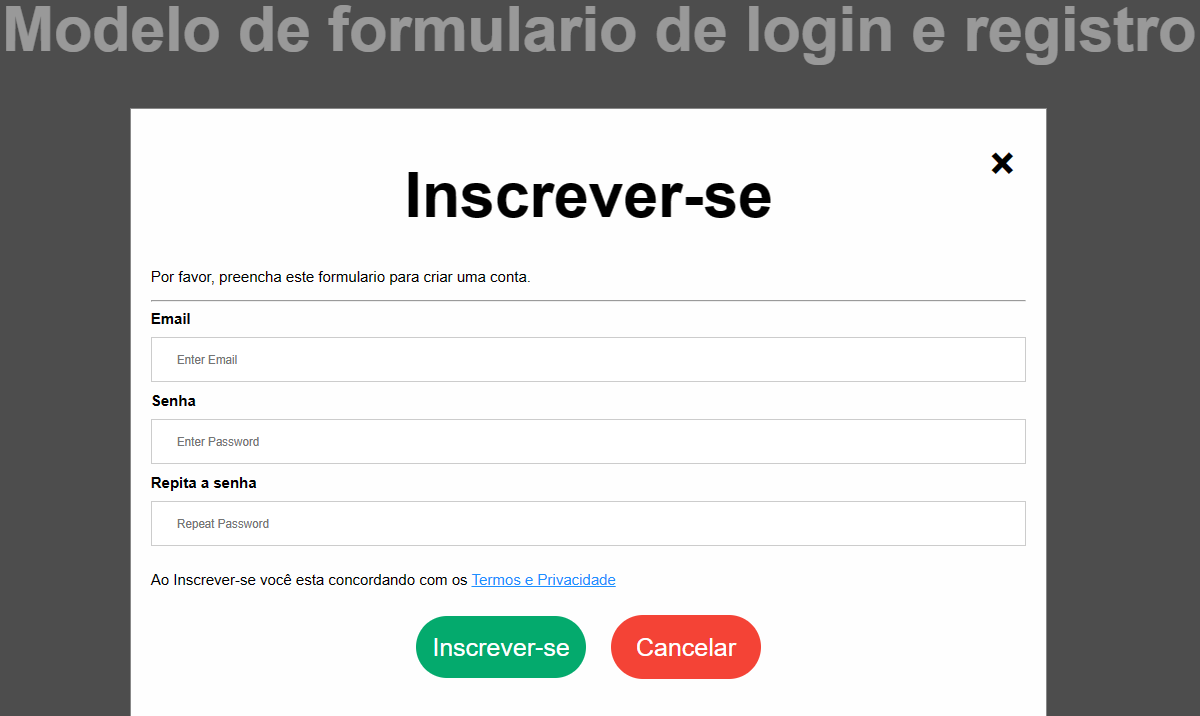 Modelo de formulario de login e registro
Inscrever-se
Por favor, preencha este formulario para criar uma conta.
Email
Enter Email
Senha
Enter Password
Repita a senha
Repeat Password
Ao Inscrever-se você esta concordando com os Termos e Privacidade
Inscrever-se Cancelar